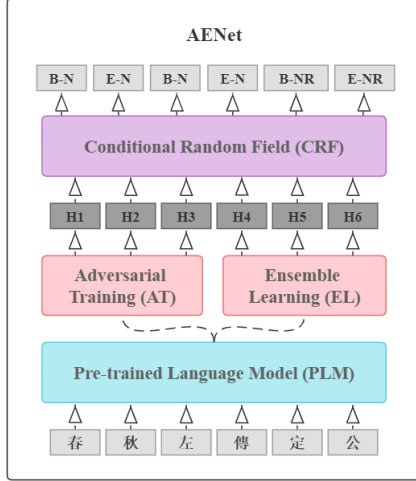 AENet
B-N E-N B-N E-N B-NR E-NR
Conditional Random Field (CRF)
H1 H2 H3 H4 H5 H6
Adversarial
Training (AT)
Ensemble
Learning (EL)
Pre-trained Language Model (PLM)
春 秋 左 傳 定 公